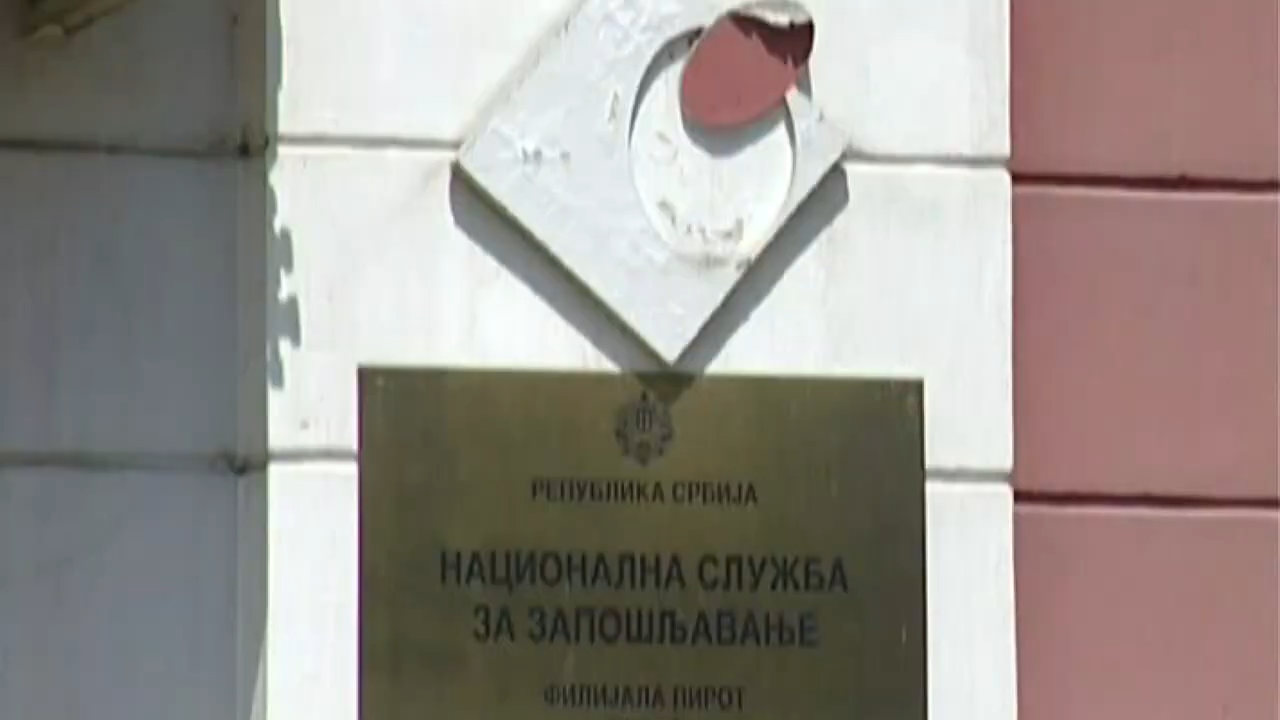 РЕПУБЛИКА СРБИЈА
НАЦИОНАЛНА СЛУЖБА
ЗА ЗАПОШЉАВАЊЕ
ФИЛИЈАЛА ПИРОТ